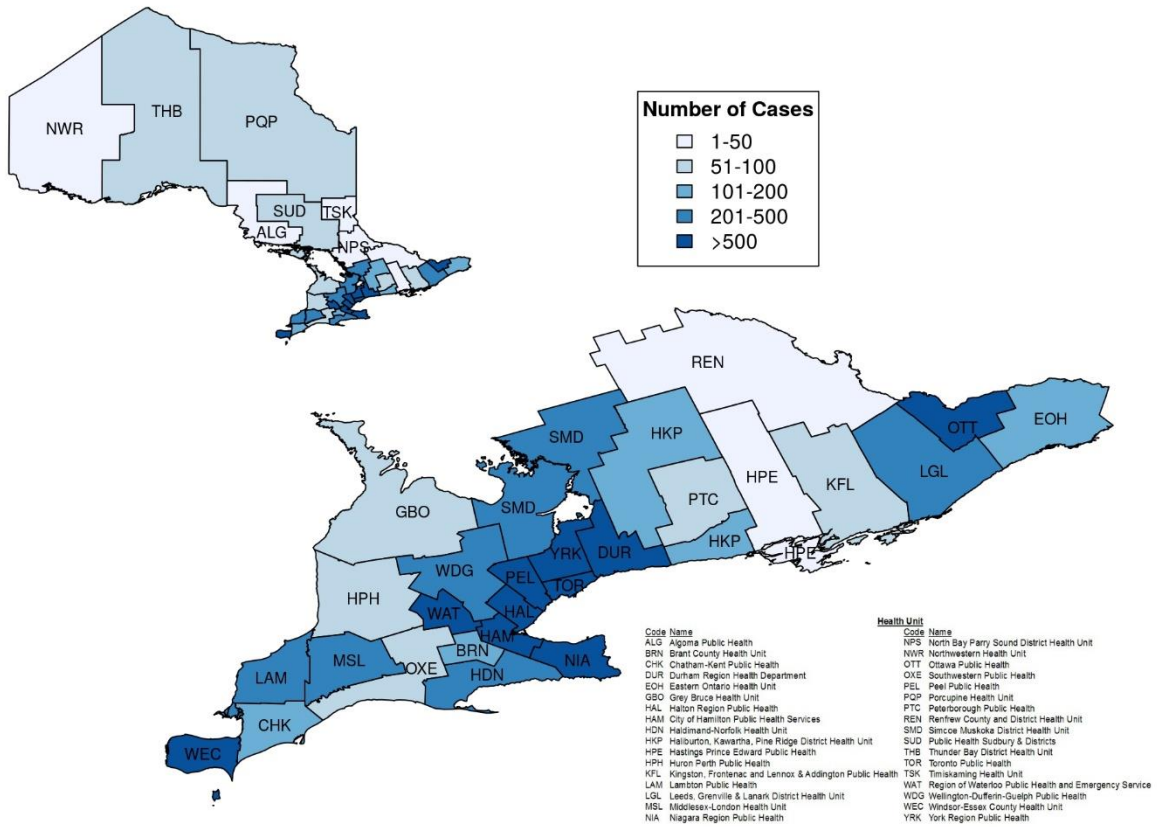 NWR
THB
PQP
SUD
TSK
ALG
NPS
Number of Cases
1-50
51-100
101-200
201-500
>500
REN
SMD
HKP
OTT
EOH
HPE
KFL
LGL
PTC
GBO
SMD
HKP
YRK
DUR
HPE
WDG
PEL
TOR
HPH
WAT
HAL
HAM
BRN
NIA
MSL
OXE
LAM
HDN
CHK
WEC
Health Unit
Code Name
ALG Algoma Public Health
BRN Brant County Health Unit
CHK Chatham-Kent Public Health
DUR Durham Region Health Department
EOH Eastern Ontario Health Unit
GBO Grey Bruce Health Unit
HAL Halton Region Public Health
HAM City of Hamilton Public Health Services
HDN Haldimand-Norfolk Health Unit
HKP Haliburton, Kawartha, Pine Ridge District Health Unit
HPE Hastings Prince Edward Public Health
HPH Huron Perth Public Health
KFL Kingston, Frontenac and Lennox & Addington Public Health
LAM Lambton Public Health
LGL Leeds, Grenville & Lanark District Health Unit
MSL Middlesex-London Health Unit
NIA Niagara Region Public Health
Code Name
NPS North Bay Parry Sound District Health Unit
NWR Northwestern Health Unit
OTT Ottawa Public Health
OXE Southwestern Public Health
PEL Peel Public Health
PQP Porcupine Health Unit
PTC Peterborough Public Health
REN Renfrew County and District Health Unit
SMD Simcoe Muskoka District Health Unit
SUD Public Health Sudbury & Districts
THB Thunder Bay District Health Unit
TOR Toronto Public Health
TSK Timiskaming Health Unit
WAT Region of Waterloo Public Health and Emergency Service
WDG Wellington-Dufferin-Guelph Public Health
WEC Windsor-Essex County Health Unit
YRK York Region Public Health